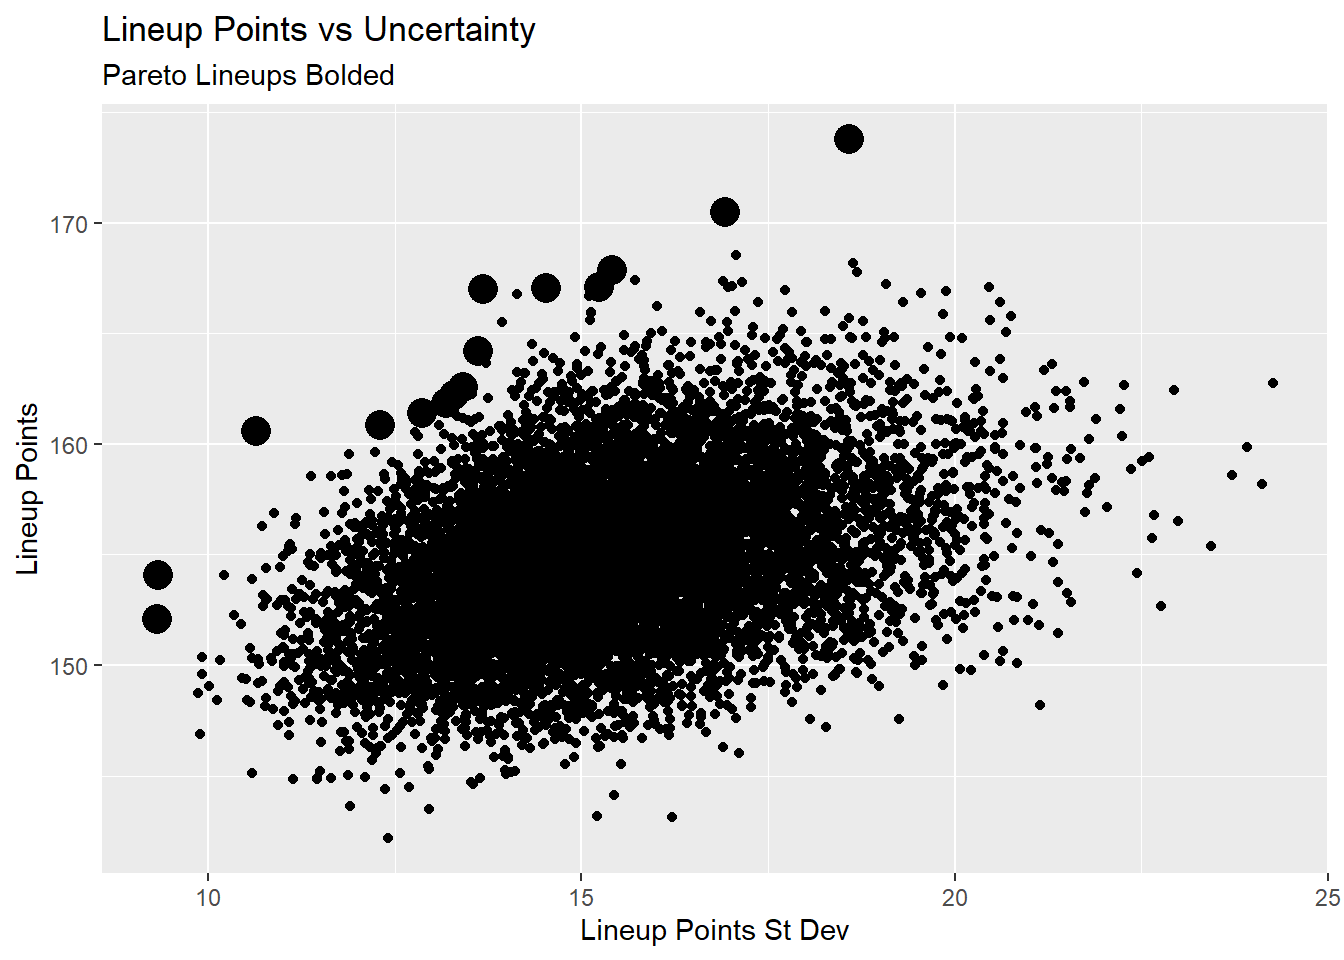 Lineup Points vs Uncertainty
Pareto Lineups Bolded
Lineup Points
170
160
150
10 15 20 25
Lineup Points St Dev